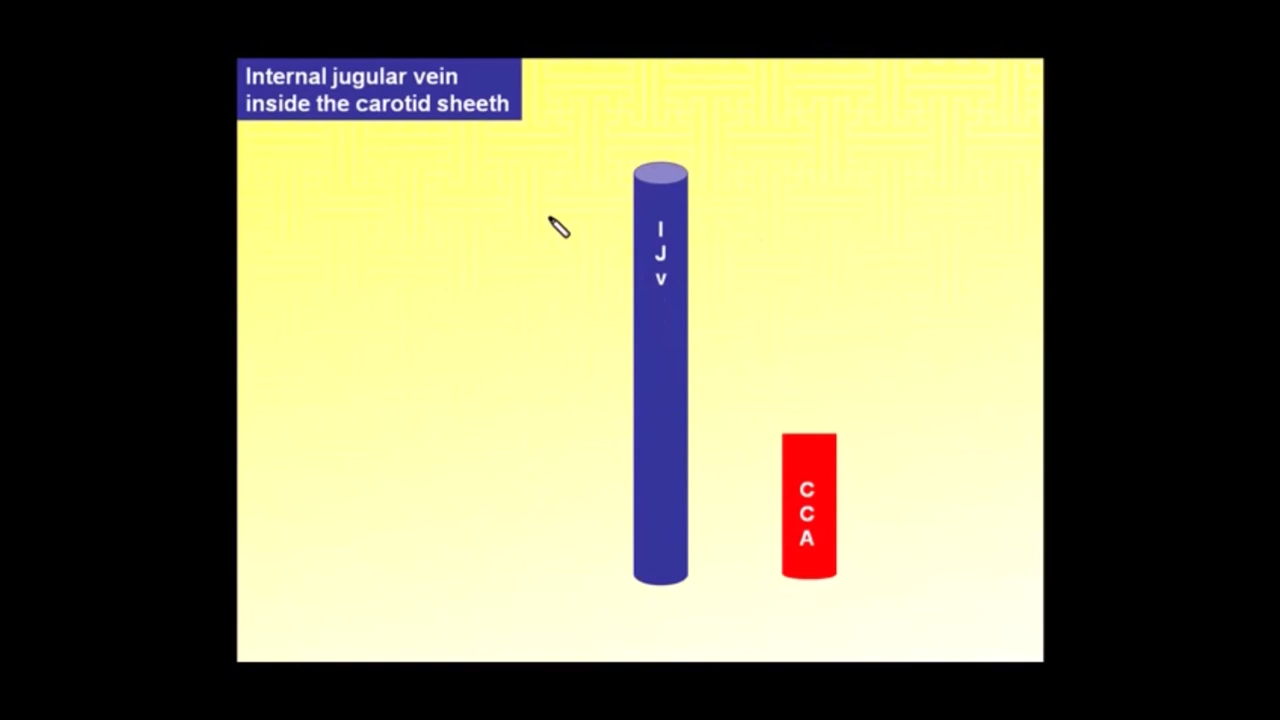 Internal jugular vein
inside the carotid sheeth
I
J
v
C
C
A